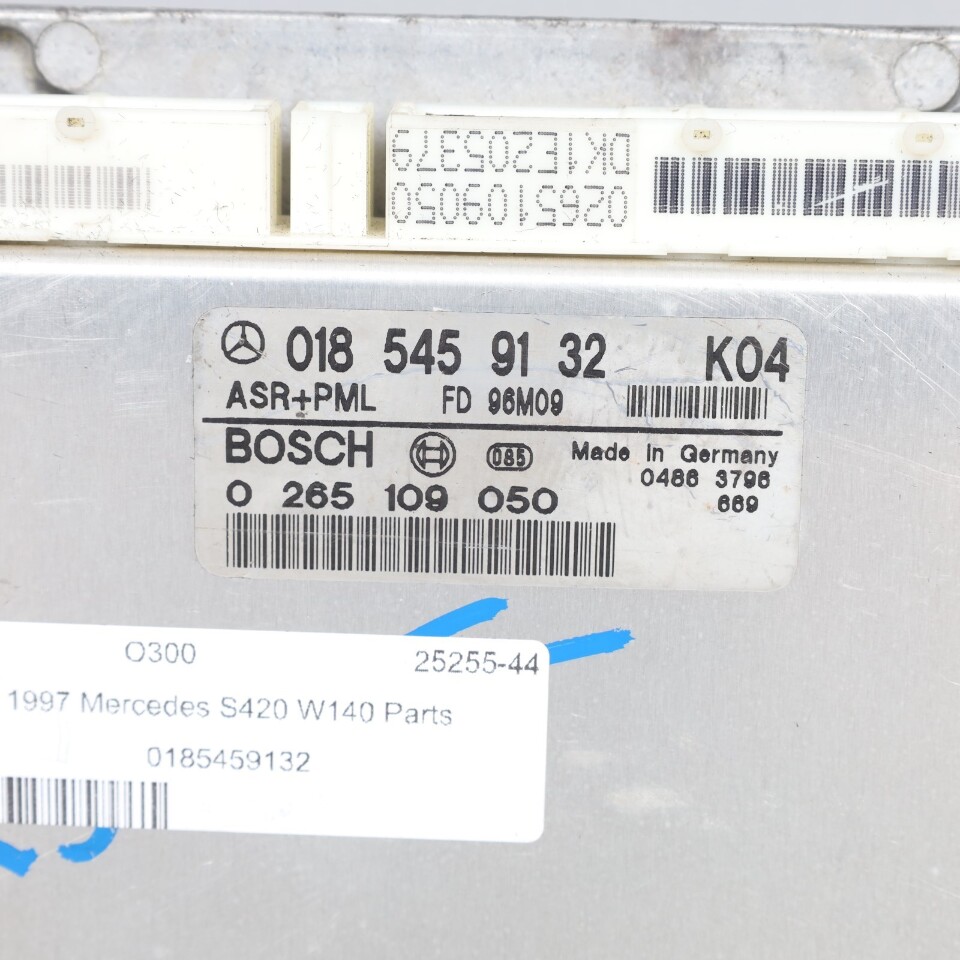 DK1E205379
0265109050
018 545 91 32 K04
ASR+PML FD 96M09
BOSCH 085 Made in Germany
0486 3796
0 265 109 050 669
O300 25255-44
1997 Mercedes S420 W140 Parts
0185459132